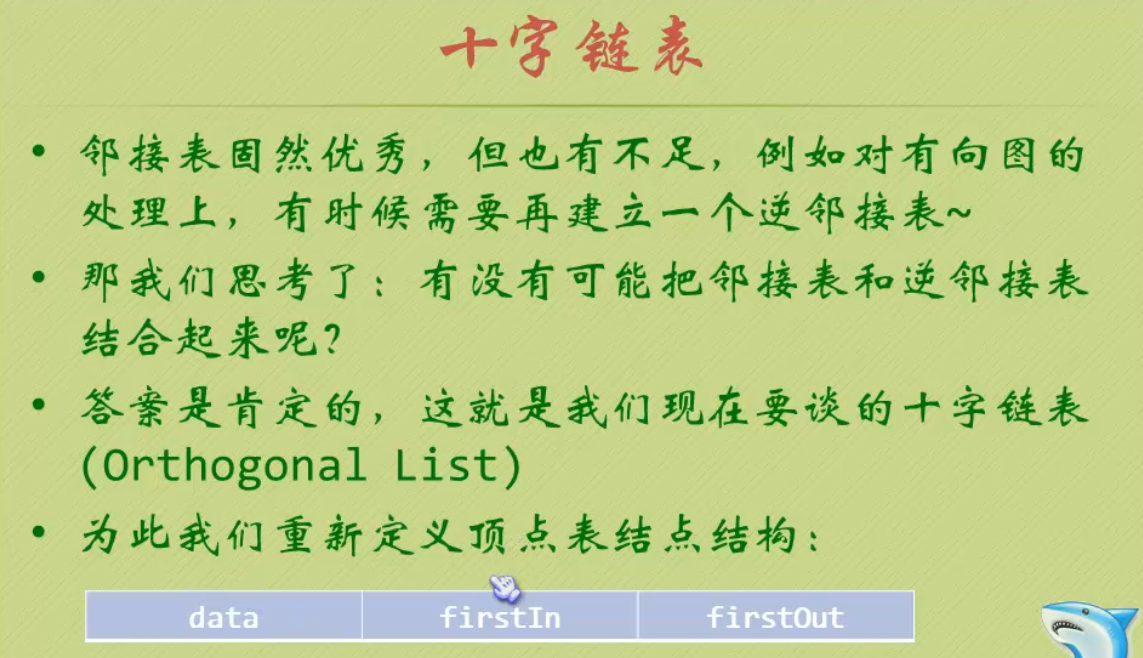 十字链表
• 邻接表固然优秀，但也有不足，例如对有向图的
处理上，有时候需要再建立一个逆邻接表~
• 那我们思考了：有没有可能把邻接表和逆邻接表
结合起来呢？
• 答案是肯定的，这就是我们现在要谈的十字链表
(Orthogonal List)
• 为此我们重新定义顶点表结点结构：
data firstIn firstOut